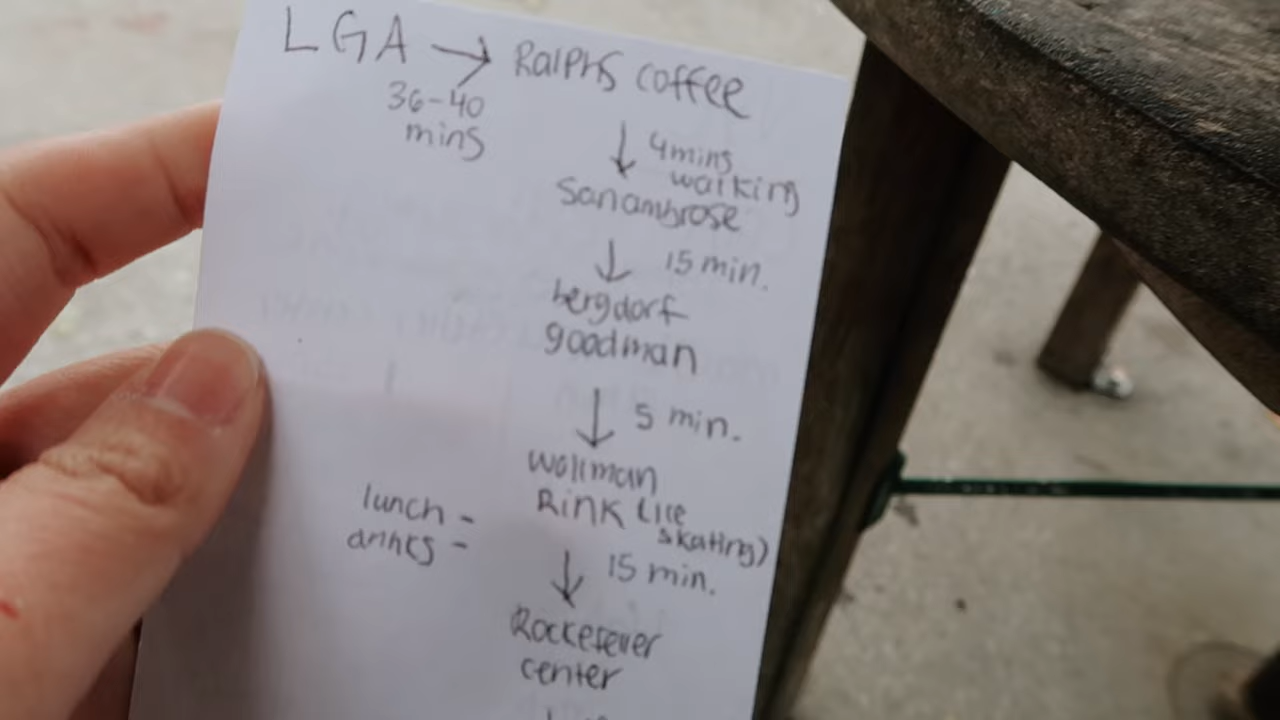 LGA → Ralphs coffee
36-40
mins
↓ 4mins
walking
Sanambrose
↓ 15 min.
bergdorf
goodman
↓ 5 min.
wollman
Rink (ice
skating)
lunch -
drinks -
↓ 15 min.
Rockefeller
center